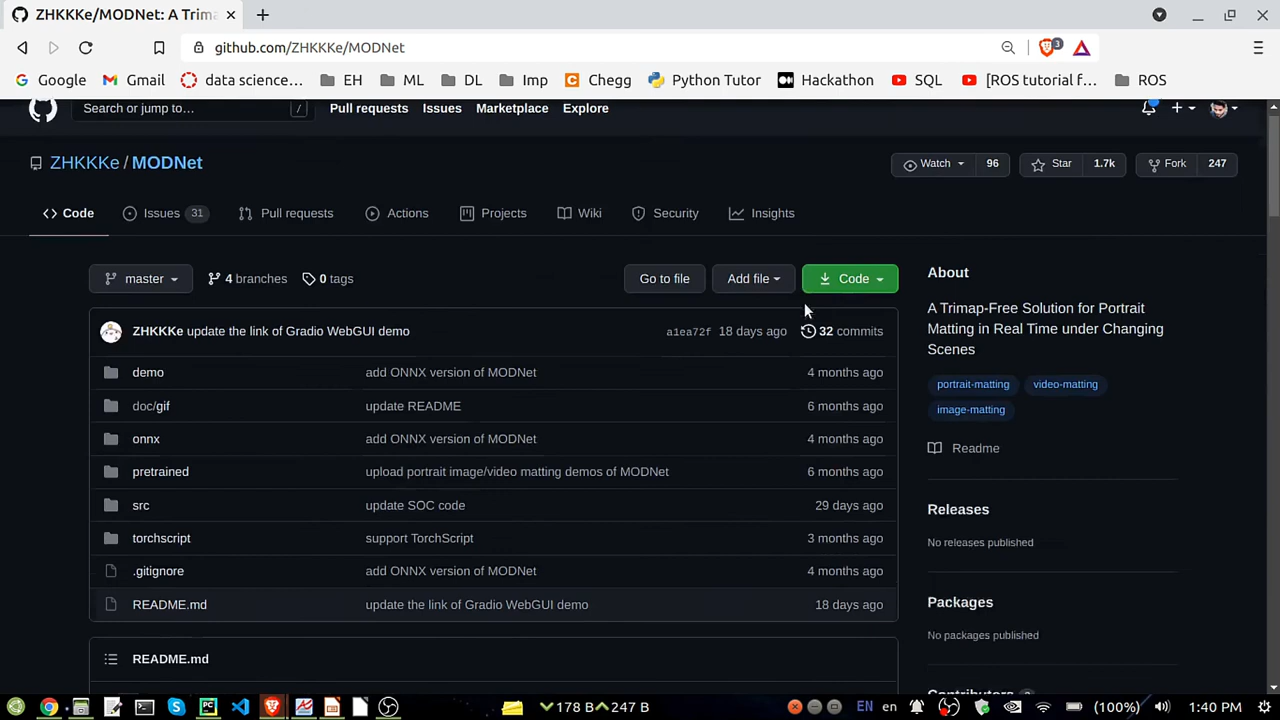 ZHKKKe/MODNet: A Trima
github.com/ZHKKKe/MODNet
3
Google Gmail data science... EH ML DL Imp Chegg Python Tutor Hackathon SQL [ROS tutorial f... ROS
Search or jump to... / Pull requests Issues Marketplace Explore
ZHKKKe / MODNet Watch 96 Star 1.7k Fork 247
Code Issues 31 Pull requests Actions Projects Wiki Security Insights
master 4 branches 0 tags Go to file Add file Code
ZHKKKe update the link of Gradio WebGUI demo a1ea72f 18 days ago 32 commits
demo add ONNX version of MODNet 4 months ago
doc/gif update README 6 months ago
onnx add ONNX version of MODNet 4 months ago
pretrained upload portrait image/video matting demos of MODNet 6 months ago
src update SOC code 29 days ago
torchscript support TorchScript 3 months ago
.gitignore add ONNX version of MODNet 4 months ago
README.md update the link of Gradio WebGUI demo 18 days ago
README.md
About
A Trimap-Free Solution for Portrait
Matting in Real Time under Changing
Scenes
portrait-matting video-matting
image-matting
Readme
Releases
No releases published
Packages
No packages published
Contributors
178 B 247 B EN en (100%) 1:40 PM